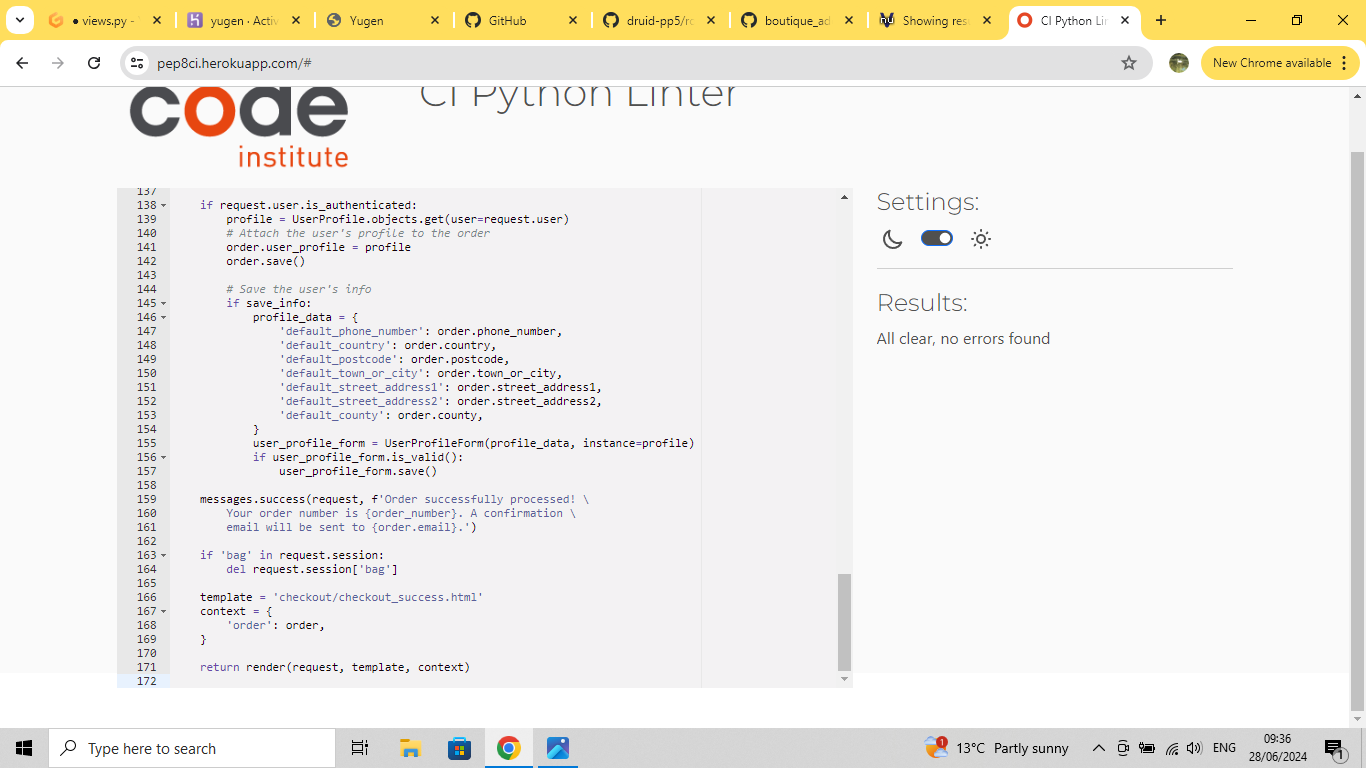 views.py -
yugen · Activ
Yugen
GitHub
druid-pp5/re
boutique_ad
Showing res
CI Python Lin
pep8ci.herokuapp.com/#
New Chrome available
CI Python Linter
code
institute
137
138 if request.user.is_authenticated:
139 profile = UserProfile.objects.get(user=request.user)
140 # Attach the user's profile to the order
141 order.user_profile = profile
142 order.save()
143
144 # Save the user's info
145 if save_info:
146 profile_data = {
147 'default_phone_number': order.phone_number,
148 'default_country': order.country,
149 'default_postcode': order.postcode,
150 'default_town_or_city': order.town_or_city,
151 'default_street_address1': order.street_address1,
152 'default_street_address2': order.street_address2,
153 'default_county': order.county,
154 }
155 user_profile_form = UserProfileForm(profile_data, instance=profile)
156 if user_profile_form.is_valid():
157 user_profile_form.save()
158
159 messages.success(request, f'Order successfully processed! \
160 Your order number is {order_number}. A confirmation \
161 email will be sent to {order.email}.')
162
163 if 'bag' in request.session:
164 del request.session['bag']
165
166 template = 'checkout/checkout_success.html'
167 context = {
168 'order': order,
169 }
170
171 return render(request, template, context)
172
Settings:
Results:
All clear, no errors found
Type here to search
1
13°C Partly sunny
ENG
09:36
28/06/2024
1